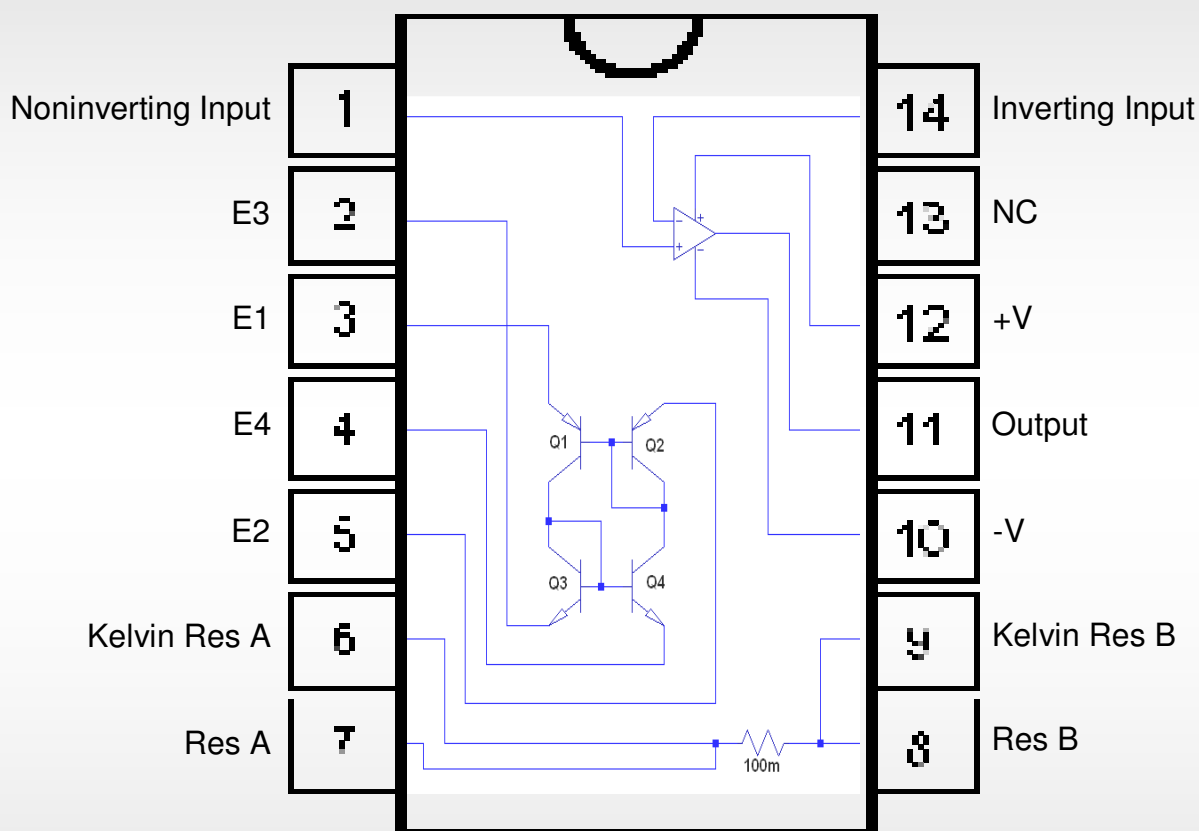 Noninverting Input 1 14 Inverting Input
E3 2 13 NC
E1 3 12 +V
E4 4 11 Output
E2 5 10 -V
Kelvin Res A 6 9 Kelvin Res B
Res A 7 8 Res B
+
-
+
-
Q1 Q2
Q3 Q4
100m